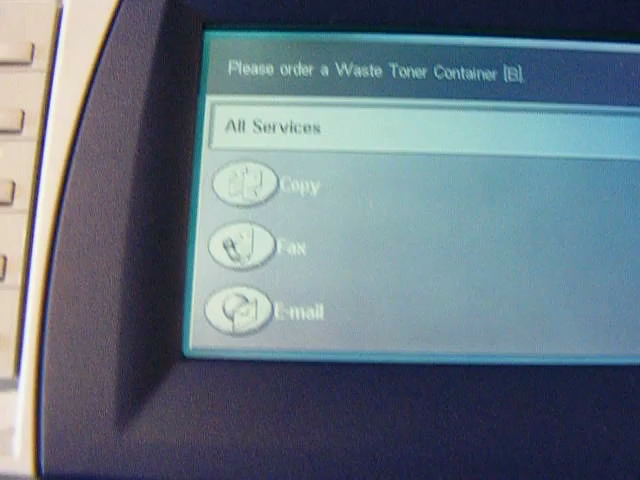 Please order a Waste Toner Container [B].
All Services
Copy
Fax
E-mail